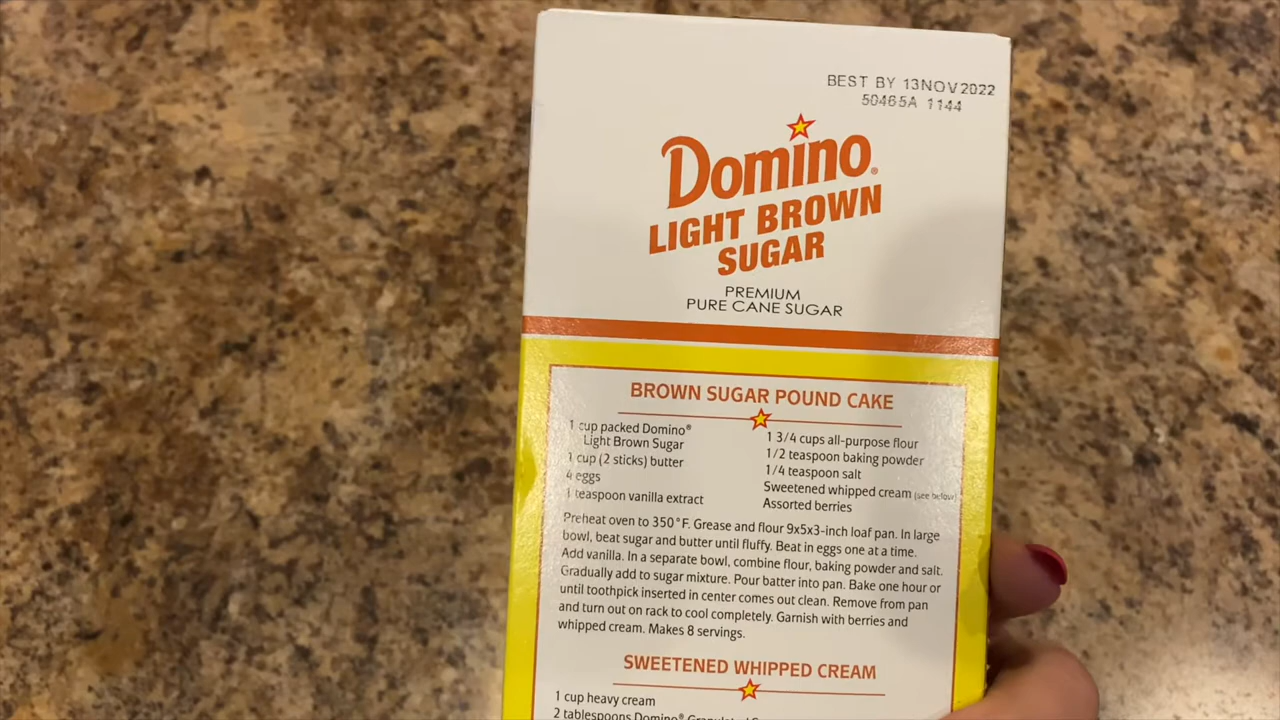 BEST BY 13NOV2022
50465A 1144
Domino®
LIGHT BROWN
SUGAR
PREMIUM
PURE CANE SUGAR
BROWN SUGAR POUND CAKE
1 cup packed Domino®
Light Brown Sugar
1 cup (2 sticks) butter
4 eggs
1 teaspoon vanilla extract
1 3/4 cups all-purpose flour
1/2 teaspoon baking powder
1/4 teaspoon salt
Sweetened whipped cream (see below)
Assorted berries
Preheat oven to 350°F. Grease and flour 9x5x3-inch loaf pan. In large
bowl, beat sugar and butter until fluffy. Beat in eggs one at a time.
Add vanilla. In a separate bowl, combine flour, baking powder and salt.
Gradually add to sugar mixture. Pour batter into pan. Bake one hour or
until toothpick inserted in center comes out clean. Remove from pan
and turn out on rack to cool completely. Garnish with berries and
whipped cream. Makes 8 servings.
SWEETENED WHIPPED CREAM
1 cup heavy cream
2 tablespoons Domino®